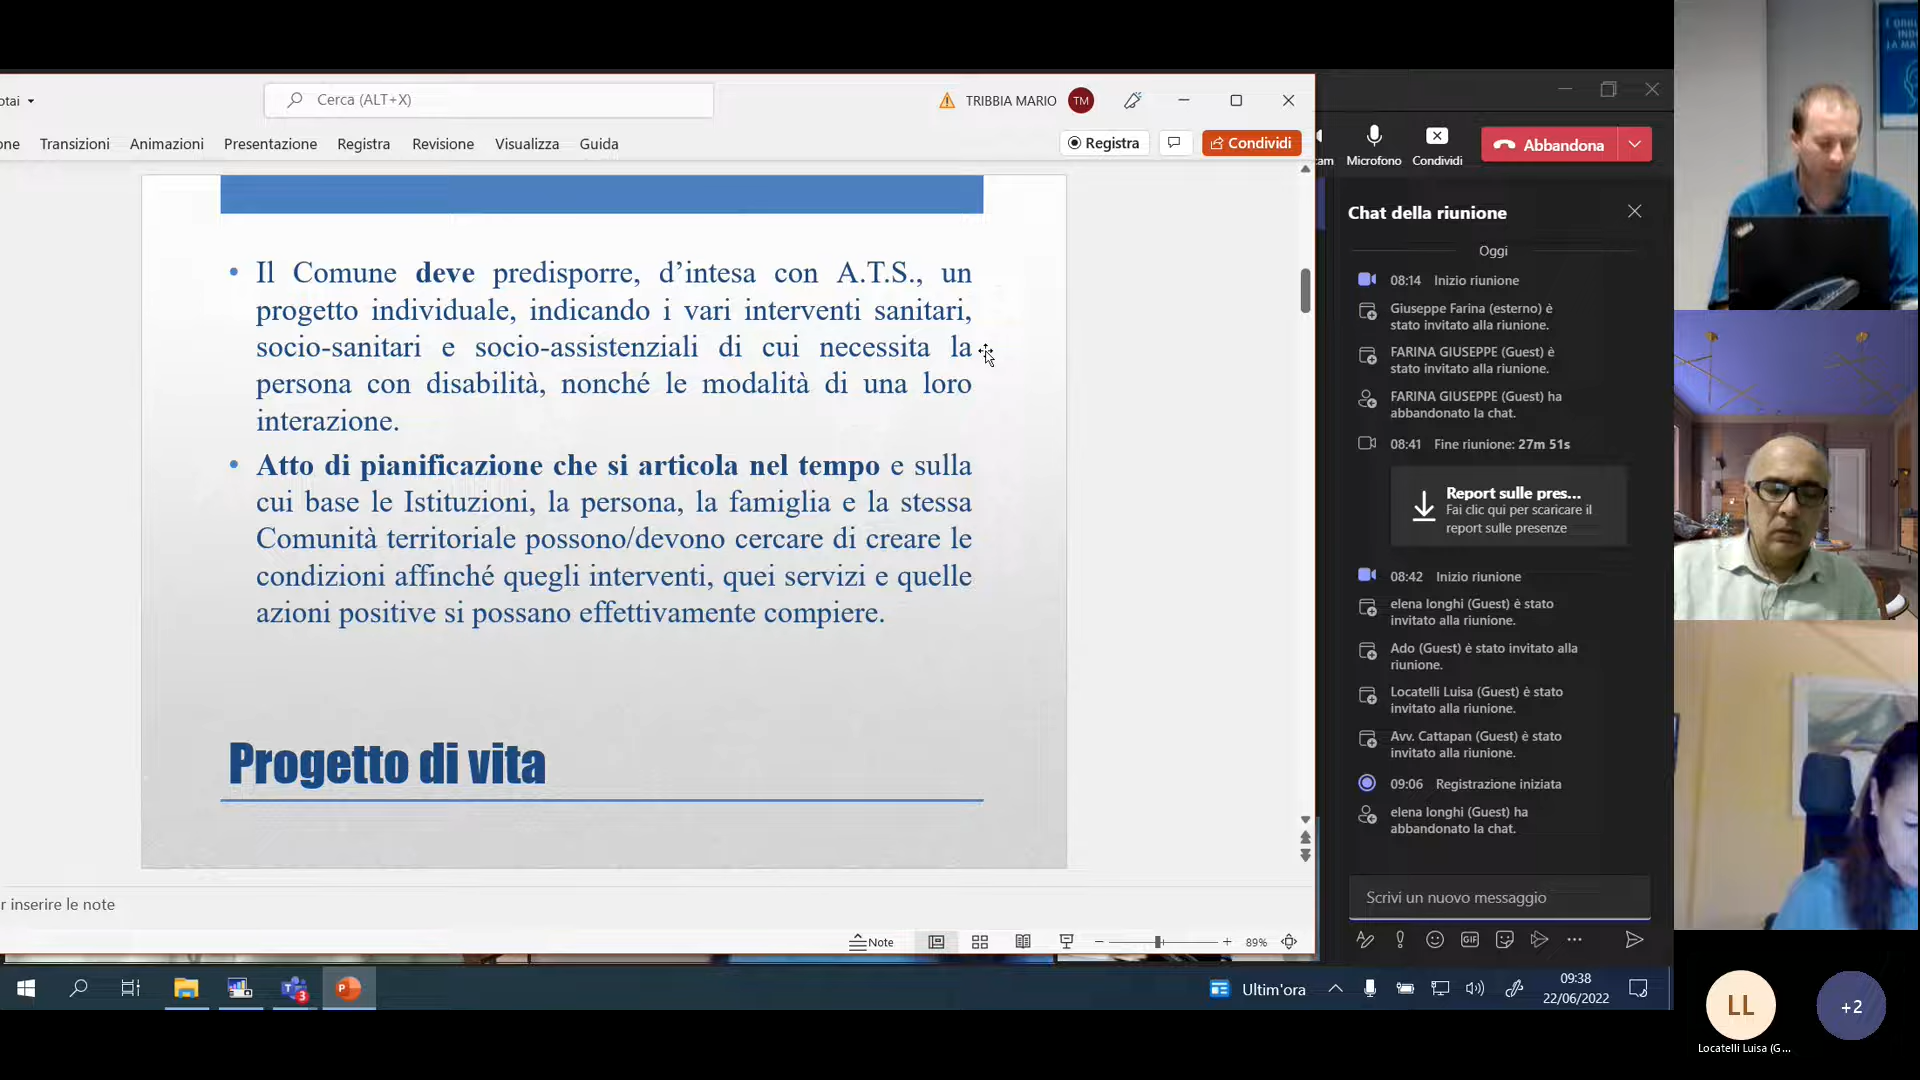 otai
Cerca (ALT+X)
TRIBBIA MARIO
TM
one
Transizioni
Animazioni
Presentazione
Registra
Revisione
Visualizza
Guida
Registra
Condividi
• Il Comune deve predisporre, d’intesa con A.T.S., un
progetto individuale, indicando i vari interventi sanitari,
socio-sanitari e socio-assistenziali di cui necessita la
persona con disabilità, nonché le modalità di una loro
interazione.
• Atto di pianificazione che si articola nel tempo e sulla
cui base le Istituzioni, la persona, la famiglia e la stessa
Comunità territoriale possono/devono cercare di creare le
condizioni affinché quegli interventi, quei servizi e quelle
azioni positive si possano effettivamente compiere.
Progetto di vita
r inserire le note
Note
89%
am
Microfono
Condividi
Abbandona
Chat della riunione
Oggi
08:14 Inizio riunione
Giuseppe Farina (esterno) è
stato invitato alla riunione.
FARINA GIUSEPPE (Guest) è
stato invitato alla riunione.
FARINA GIUSEPPE (Guest) ha
abbandonato la chat.
08:41 Fine riunione: 27m 51s
Report sulle pres...
Fai clic qui per scaricare il
report sulle presenze
08:42 Inizio riunione
elena longhi (Guest) è stato
invitato alla riunione.
Ado (Guest) è stato invitato alla
riunione.
Locatelli Luisa (Guest) è stato
invitato alla riunione.
Avv. Cattapan (Guest) è stato
invitato alla riunione.
09:06 Registrazione iniziata
elena longhi (Guest) ha
abbandonato la chat.
Scrivi un nuovo messaggio
GIF
3
P
Ultim'ora
09:38
22/06/2022
LL
+2
Locatelli Luisa (G...